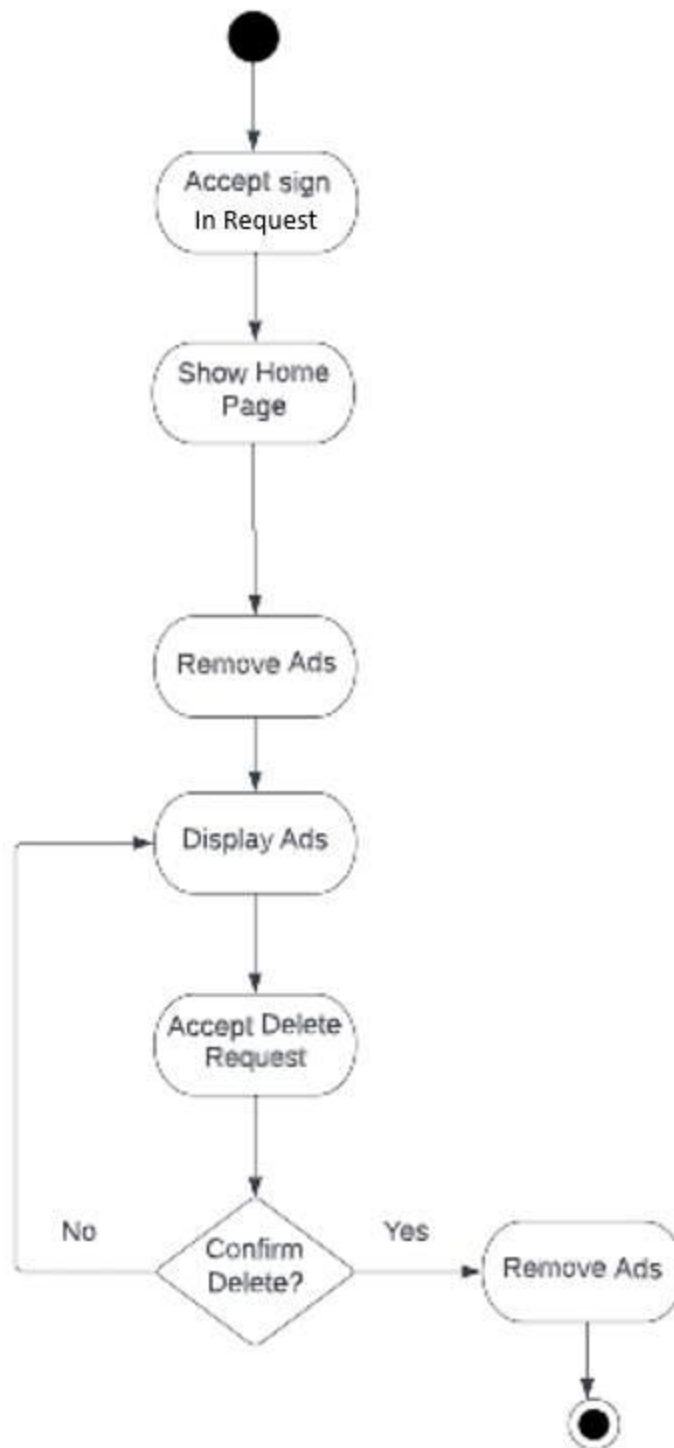 Accept sign
In Request
Show Home
Page
Remove Ads
Display Ads
Accept Delete
Request
No
Confirm
Delete?
Yes
Remove Ads